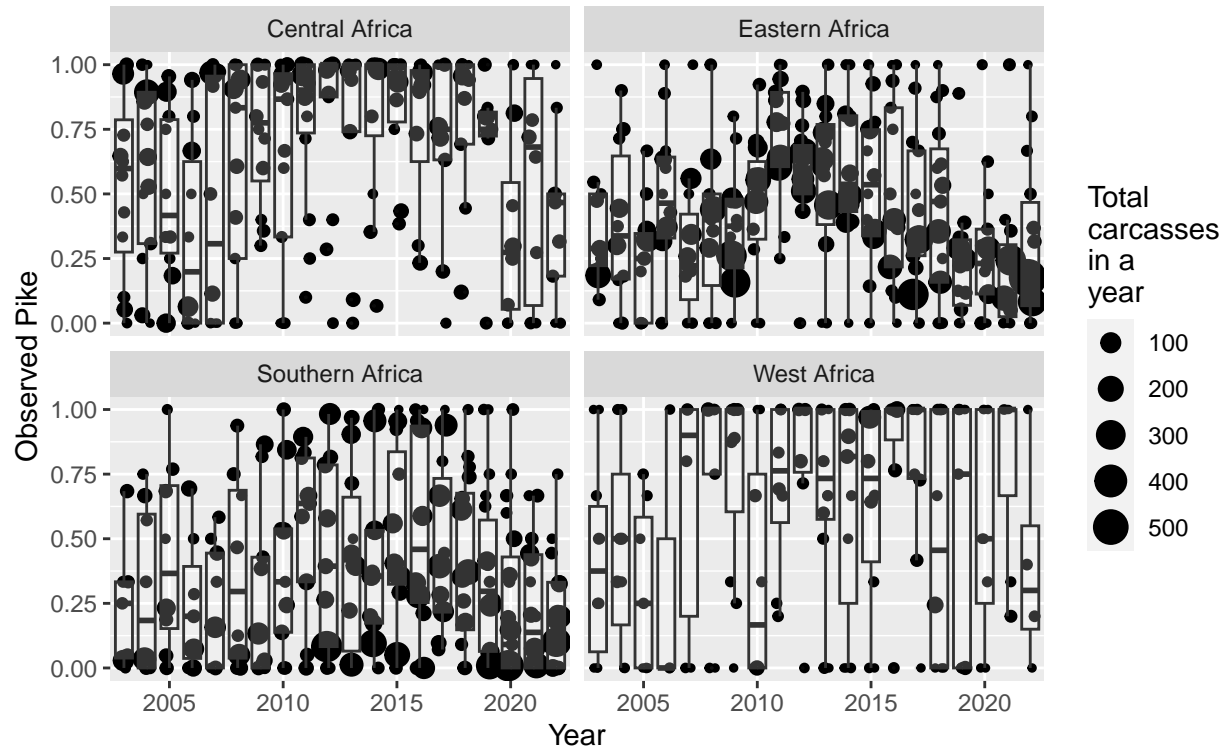 Central Africa
Eastern Africa
1.00
0.75
0.50
0.25
0.00
Southern Africa
West Africa
1.00
0.75
0.50
0.25
0.00
2005
2010
2015
2020
2005
2010
2015
2020
Year
Observed Pike
Total
carcasses
in a
year
100
200
300
400
500